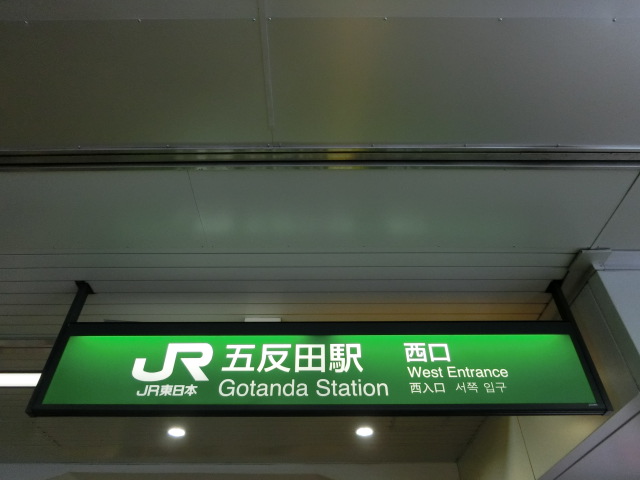 JR
JR東日本
五反田駅
Gotanda Station
西口
West Entrance
西入口 서쪽 입구